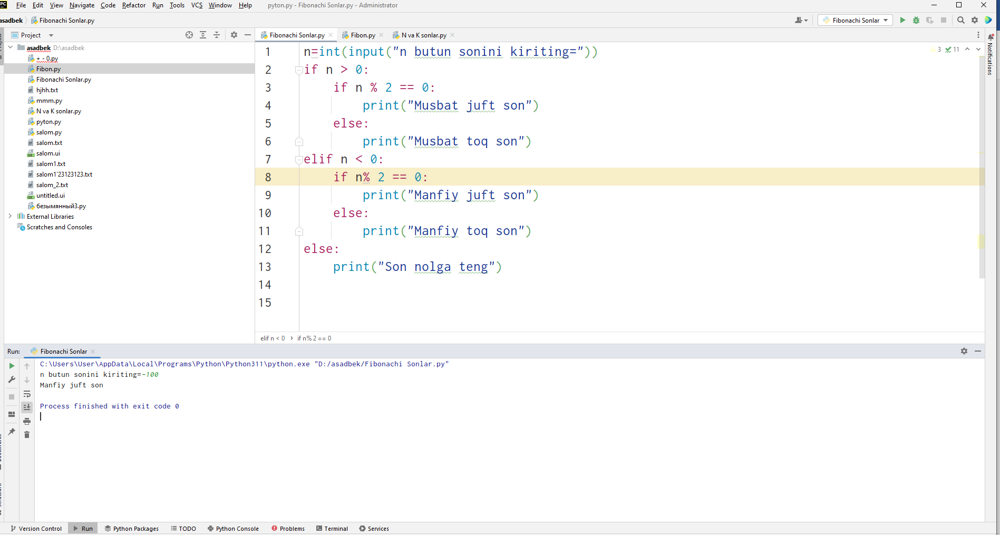 PC File Edit View Navigate Code Refactor Run Tools VCS Window Help pyton.py - Fibonachi Sonlar.py - Administrator
asadbek Fibonachi Sonlar.py Fibonachi Sonlar
Project Fibonachi Sonlar.py Fibon.py N va K sonlar.py
asadbek D:\asadbek
+ - 0.py
Fibon.py
Fibonachi Sonlar.py
hjhh.txt
mmm.py
N va K sonlar.py
pyton.py
salom.py
salom.txt
salom.ui
salom1.txt
salom1`23123123.txt
salom_2.txt
untitled.ui
безымянный3.py
External Libraries
Scratches and Consoles
1 n=int(input("n butun sonini kiriting="))
2 if n > 0:
3 if n % 2 == 0:
4 print("Musbat juft son")
5 else:
6 print("Musbat toq son")
7 elif n < 0:
8 if n% 2 == 0:
9 print("Manfiy juft son")
10 else:
11 print("Manfiy toq son")
12 else:
13 print("Son nolga teng")
14
15
3 11
Notifications
elif n < 0 › if n% 2 == 0
Run: Fibonachi Sonlar
C:\Users\User\AppData\Local\Programs\Python\Python311\python.exe "D:/asadbek/Fibonachi Sonlar.py"
n butun sonini kiriting=-100
Manfiy juft son
Process finished with exit code 0
Version Control Run Python Packages TODO Python Console Problems Terminal Services